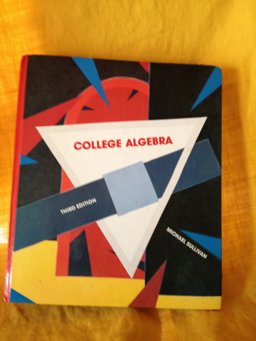 COLLEGE ALGEBRA
THIRD EDITION
MICHAEL SULLIVAN